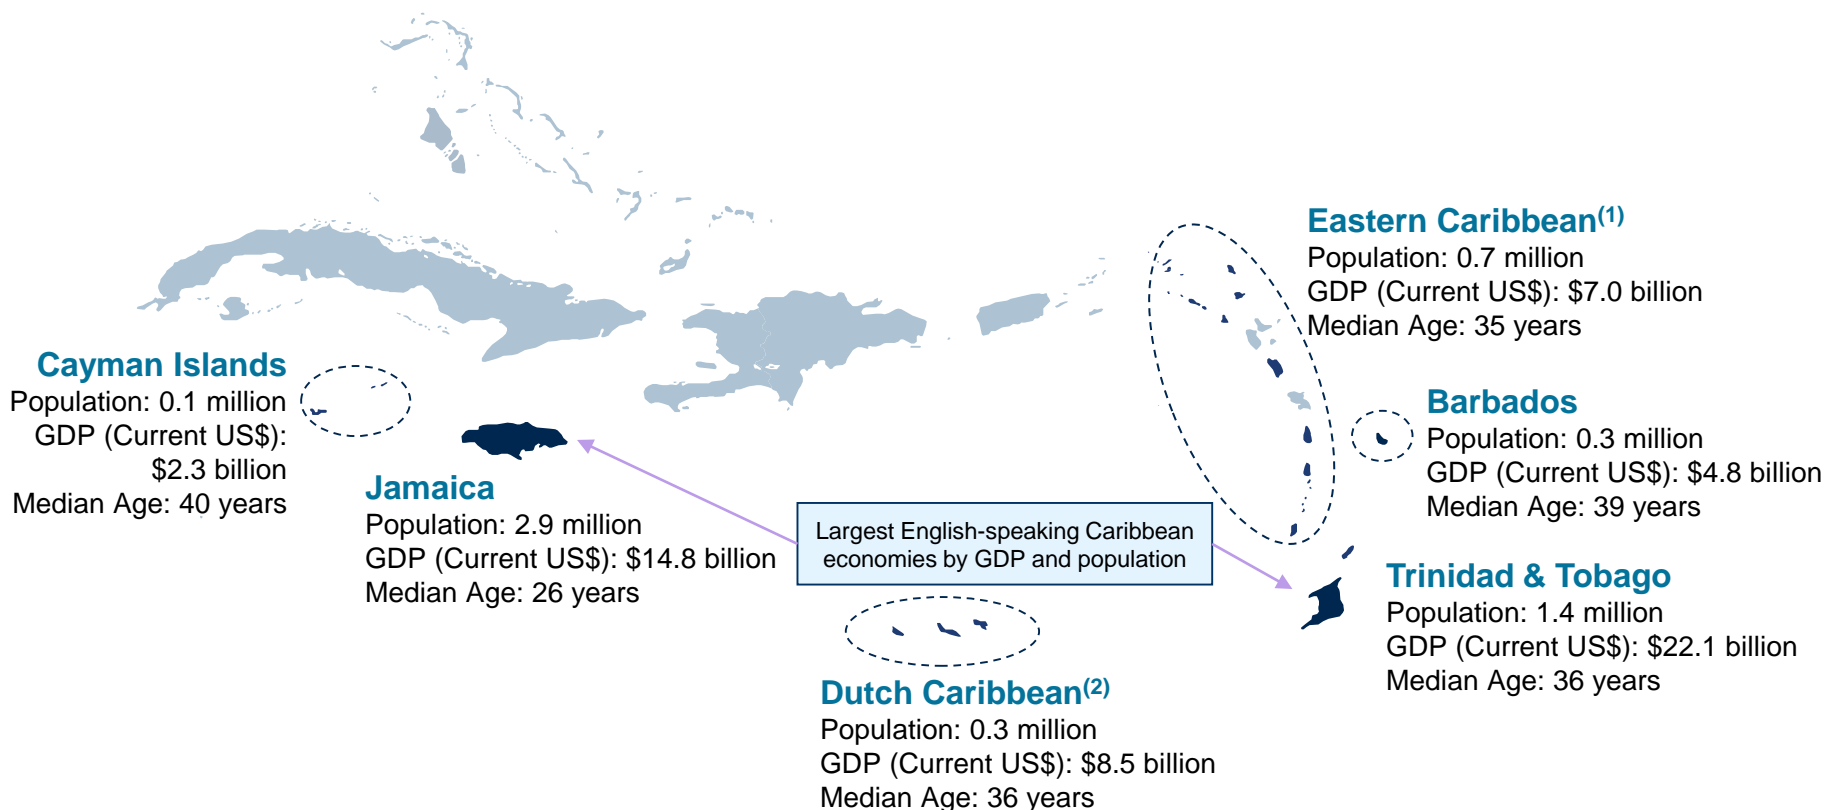 Eastern Caribbean(1)
Population: 0.7 million
GDP (Current US$): $7.0 billion
Median Age: 35 years
Cayman Islands
Population: 0.1 million
GDP (Current US$):
$2.3 billion
Median Age: 40 years
Barbados
Population: 0.3 million
GDP (Current US$): $4.8 billion
Median Age: 39 years
Jamaica
Population: 2.9 million
GDP (Current US$): $14.8 billion
Median Age: 26 years
Largest English-speaking Caribbean
economies by GDP and population
Trinidad & Tobago
Population: 1.4 million
GDP (Current US$): $22.1 billion
Median Age: 36 years
Dutch Caribbean(2)
Population: 0.3 million
GDP (Current US$): $8.5 billion
Median Age: 36 years